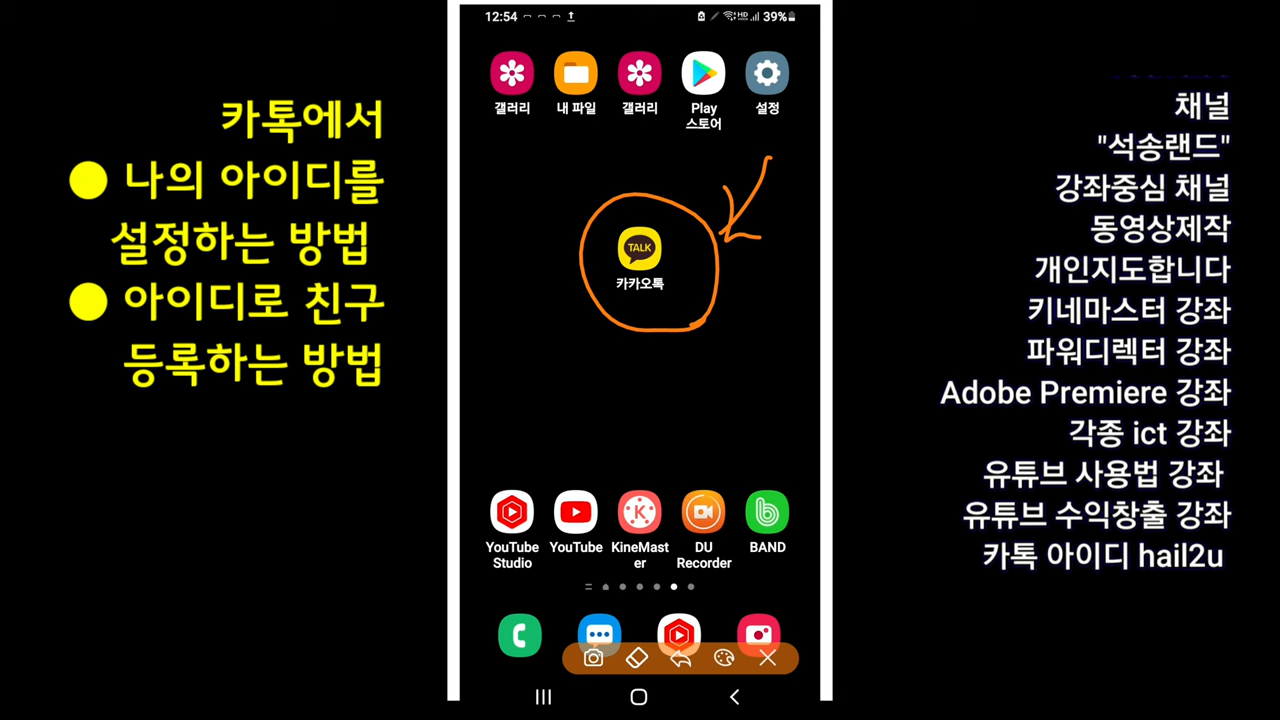 카톡에서
● 나의 아이디를
설정하는 방법
● 아이디로 친구
등록하는 방법
12:54
HD
39%
갤러리
내 파일
갤러리
Play
스토어
설정
TALK
카카오톡
YouTube
Studio
YouTube
K
KineMast
er
DU
Recorder
b
BAND
채널
"석송랜드"
강좌중심 채널
동영상제작
개인지도합니다
키네마스터 강좌
파워디렉터 강좌
Adobe Premiere 강좌
각종 ict 강좌
유튜브 사용법 강좌
유튜브 수익창출 강좌
카톡 아이디 hail2u